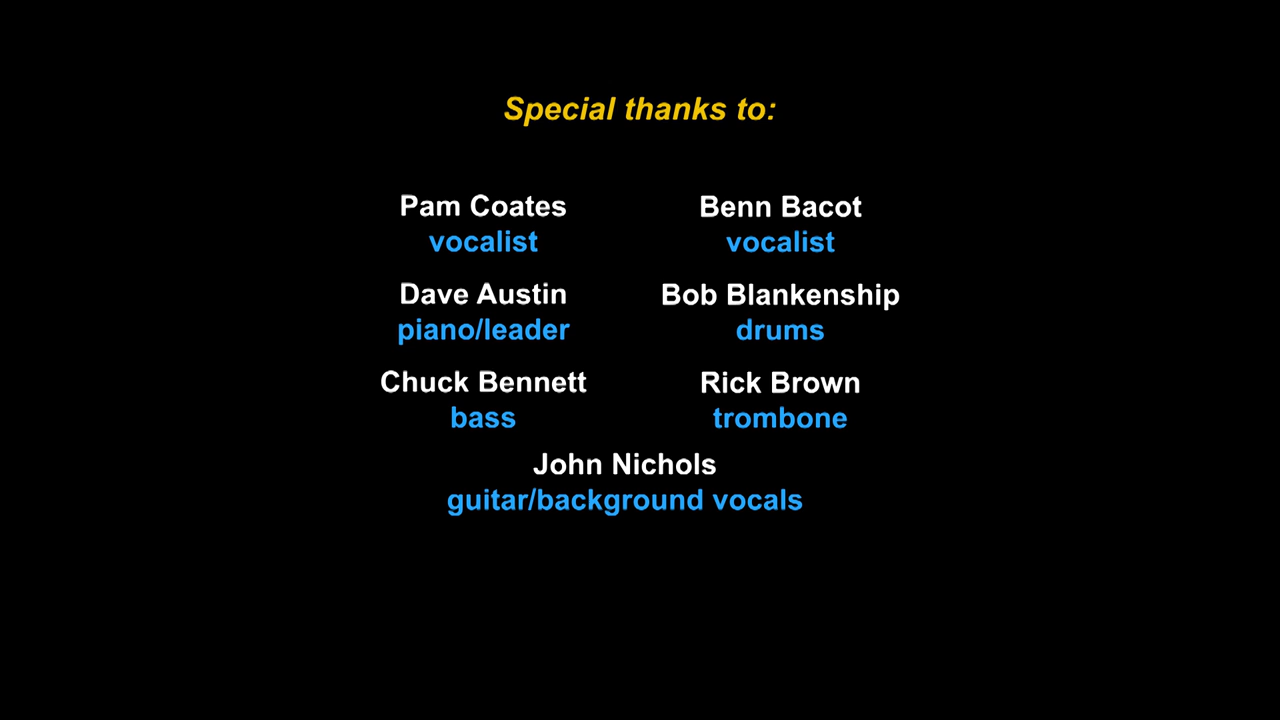 Special thanks to:
Pam Coates
vocalist
Benn Bacot
vocalist
Dave Austin
piano/leader
Bob Blankenship
drums
Chuck Bennett
bass
Rick Brown
trombone
John Nichols
guitar/background vocals